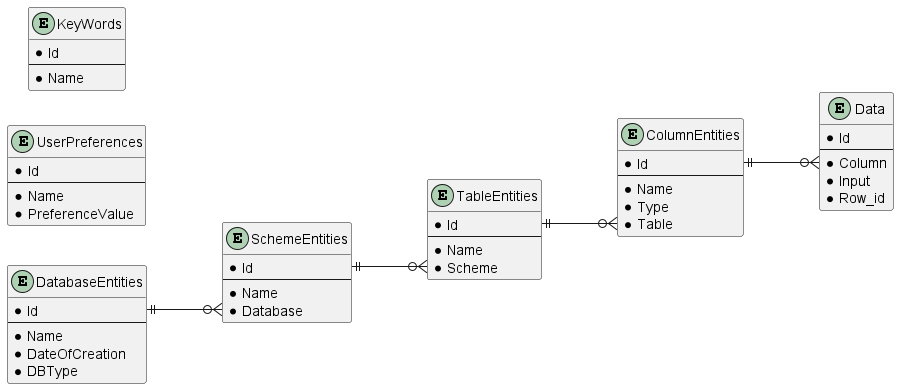 E KeyWords
Id
Name
E UserPreferences
Id
Name
PreferenceValue
E DatabaseEntities
Id
Name
DateOfCreation
DBType
E SchemeEntities
Id
Name
Database
E TableEntities
Id
Name
Scheme
E ColumnEntities
Id
Name
Type
Table
E Data
Id
Column
Input
Row_id